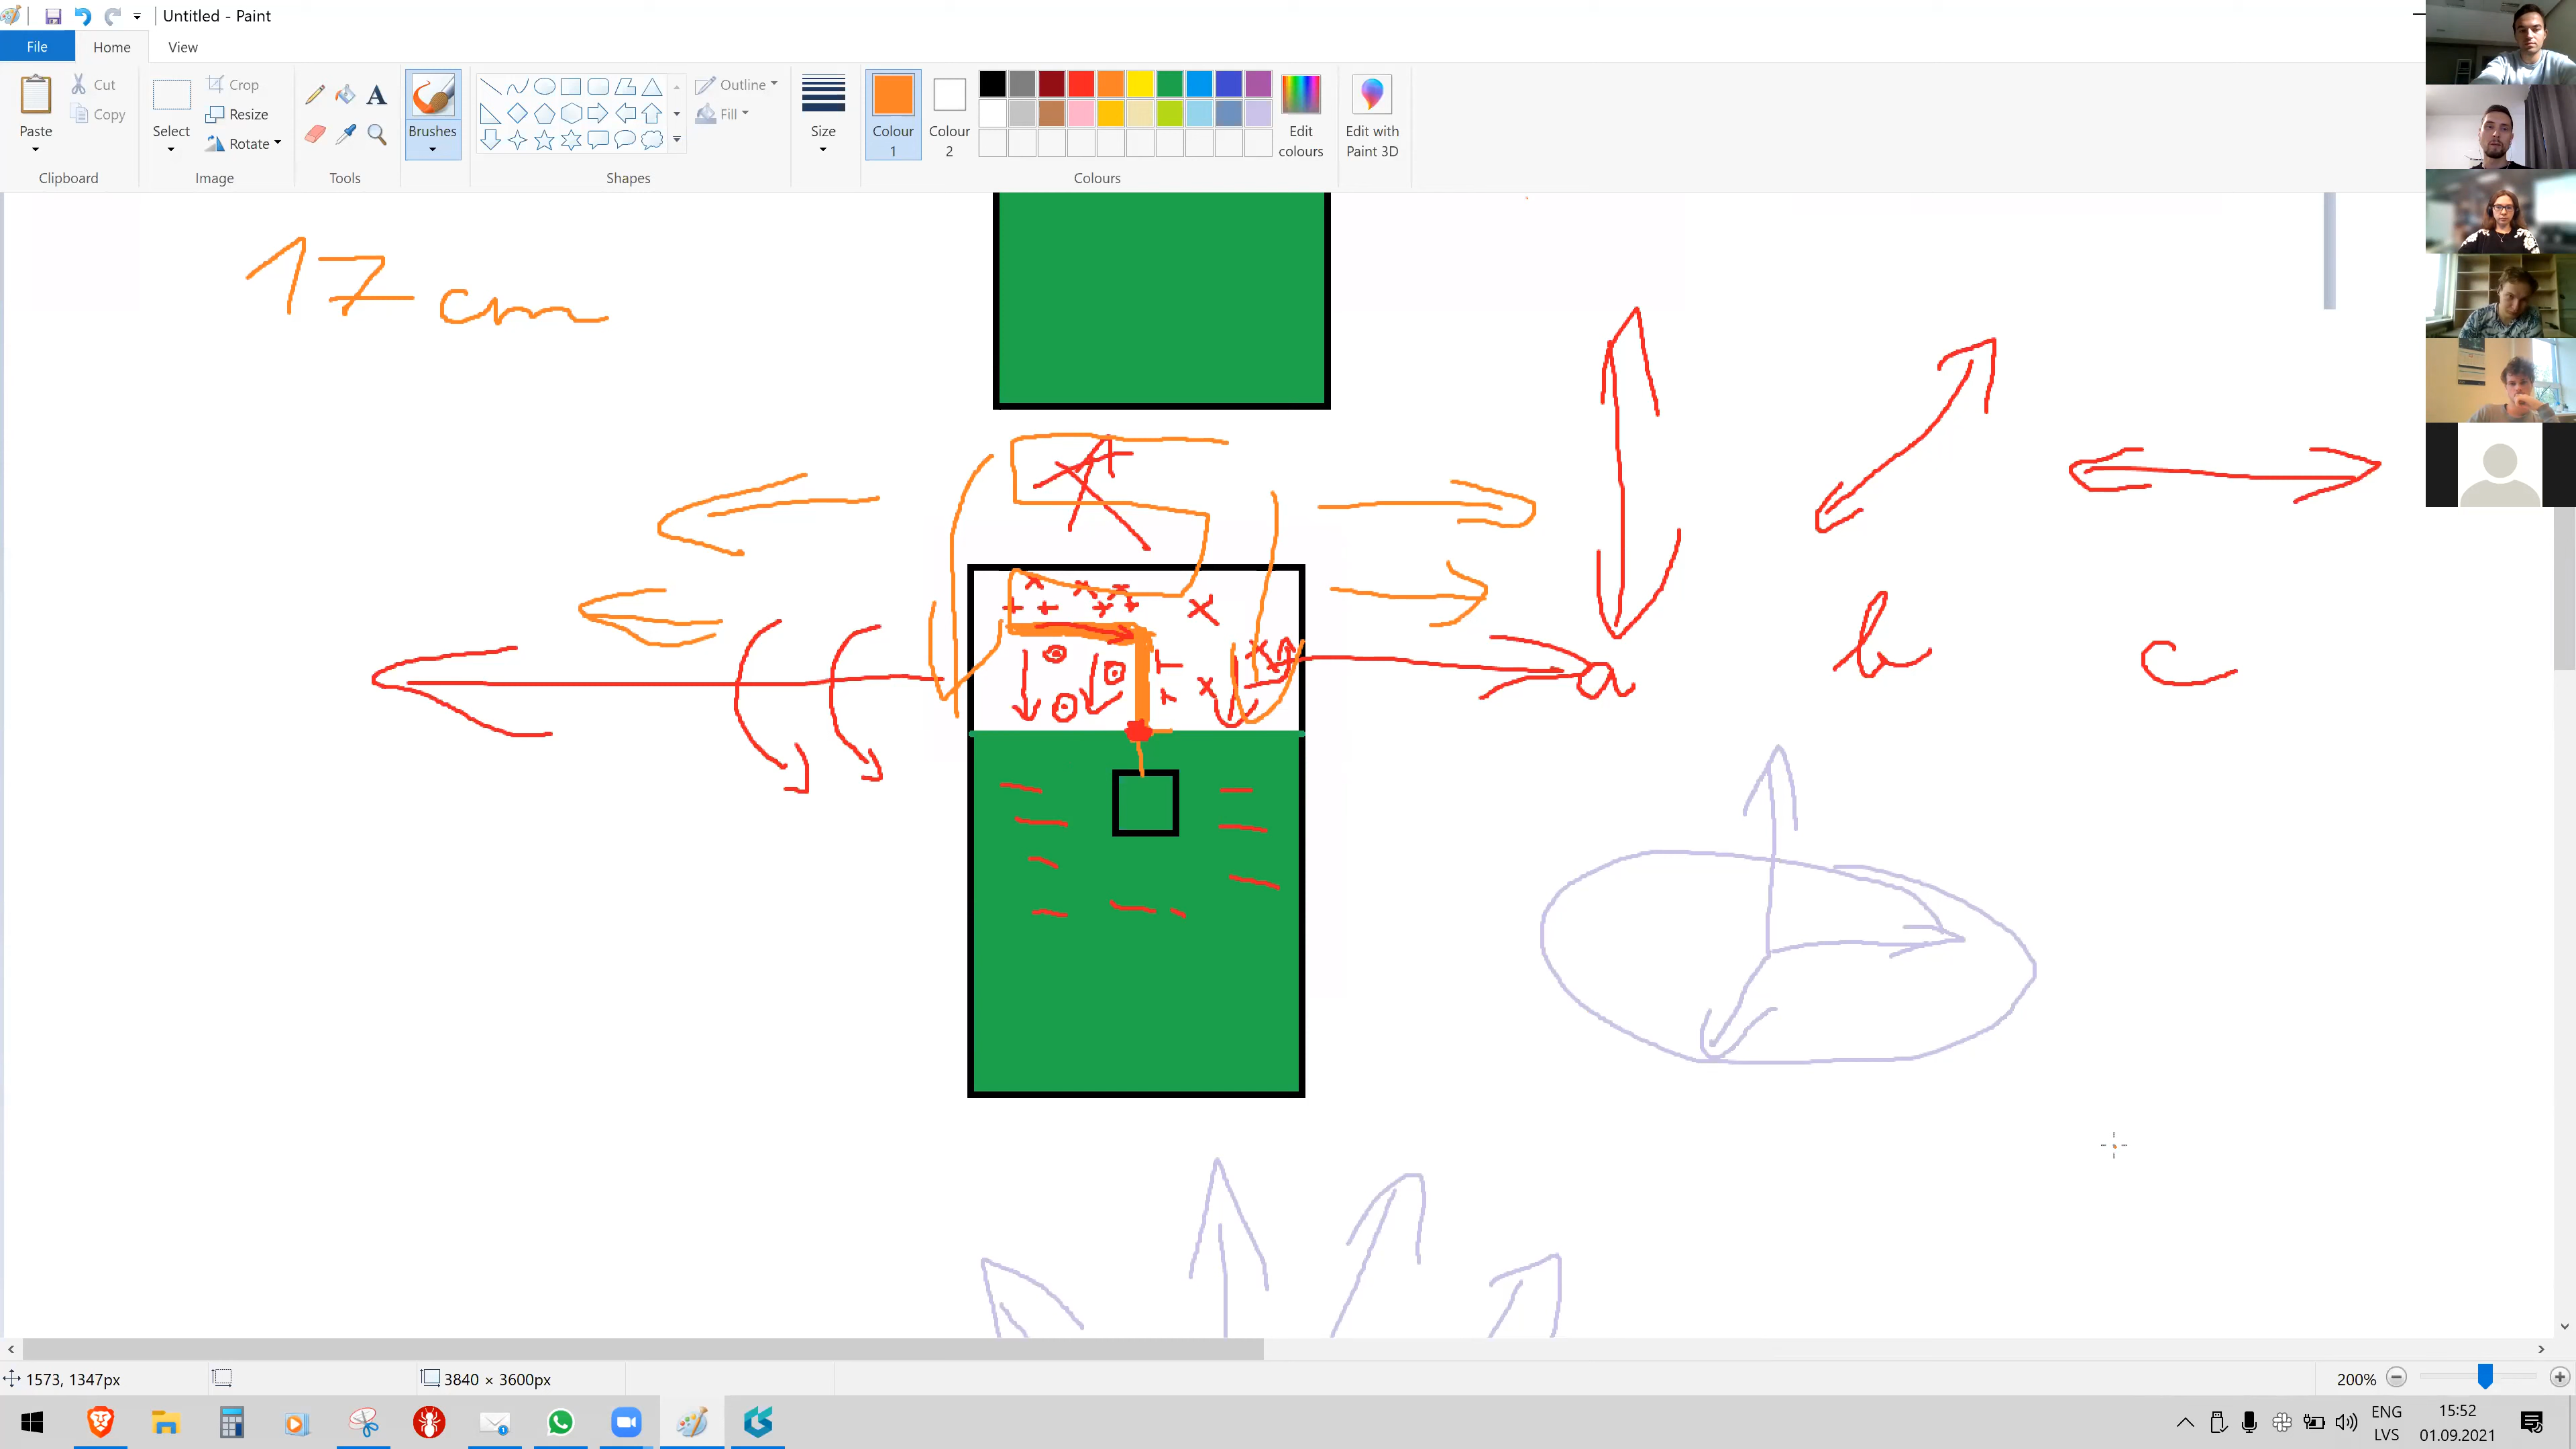 Untitled - Paint
File Home View
Paste
Cut
Copy
Clipboard
Select
Crop
Resize
Rotate
Image
Tools
Brushes
Shapes
Outline
Fill
Size
Colour 1
Colour 2
Edit colours
Colours
Edit with Paint 3D
17 cm
a b c
1573, 1347px
3840 × 3600px
200%
ENG
LVS
15:52
01.09.2021